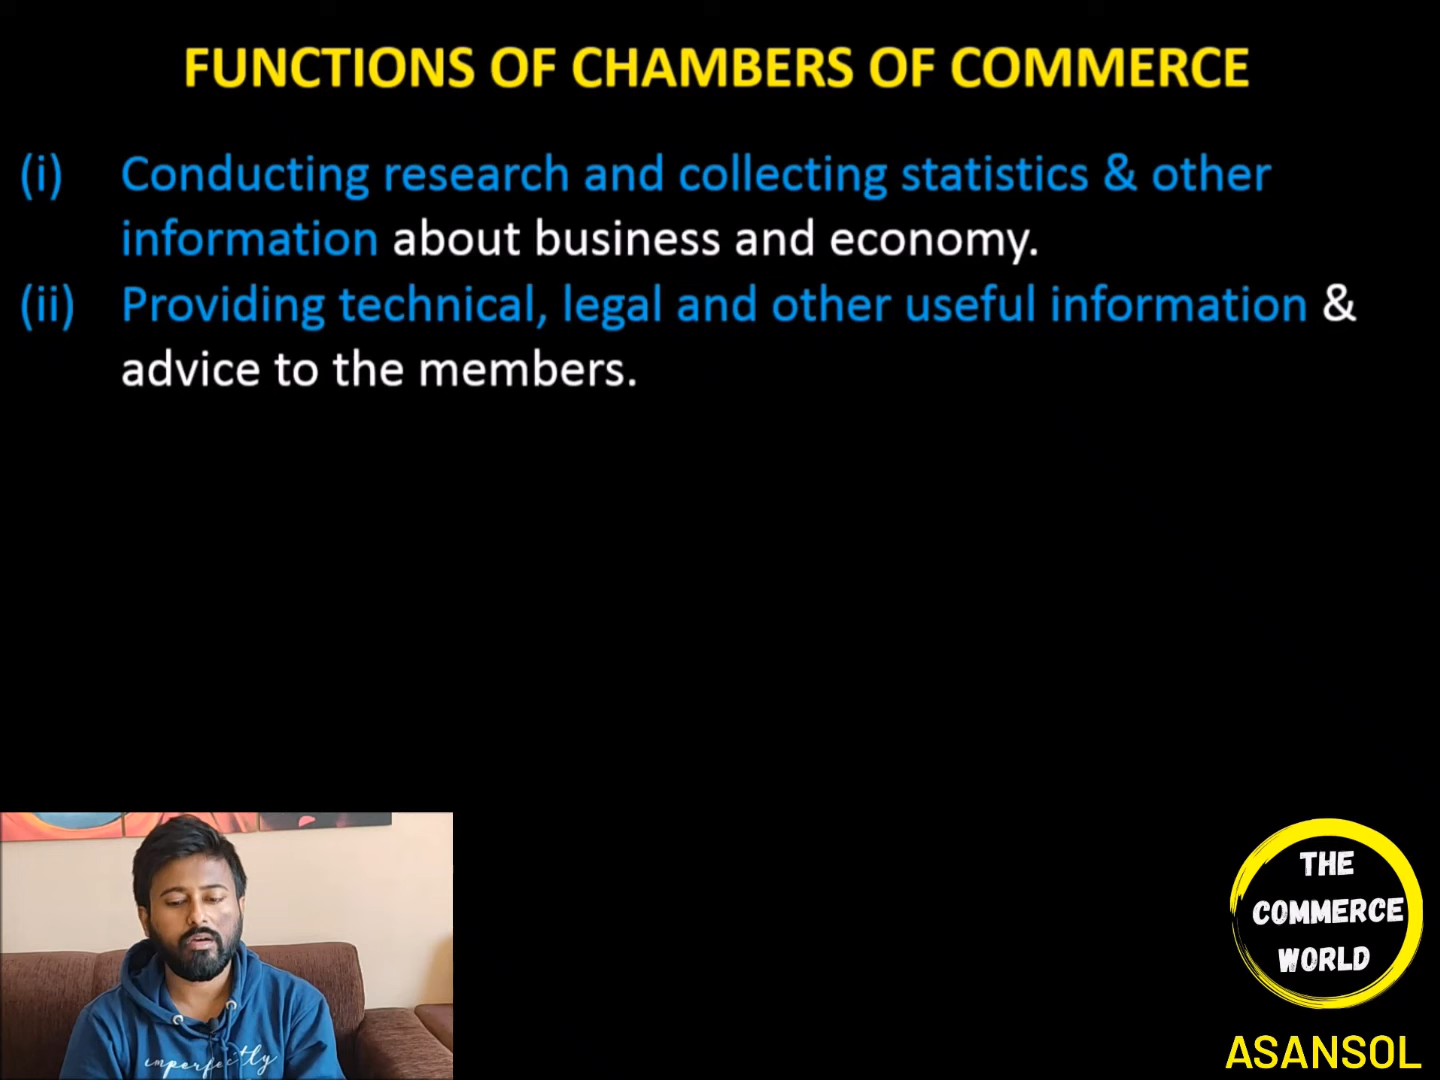 FUNCTIONS OF CHAMBERS OF COMMERCE
(i) Conducting research and collecting statistics & other
information about business and economy.
(ii) Providing technical, legal and other useful information &
advice to the members.
imperfectly
THE
COMMERCE
WORLD
ASANSOL